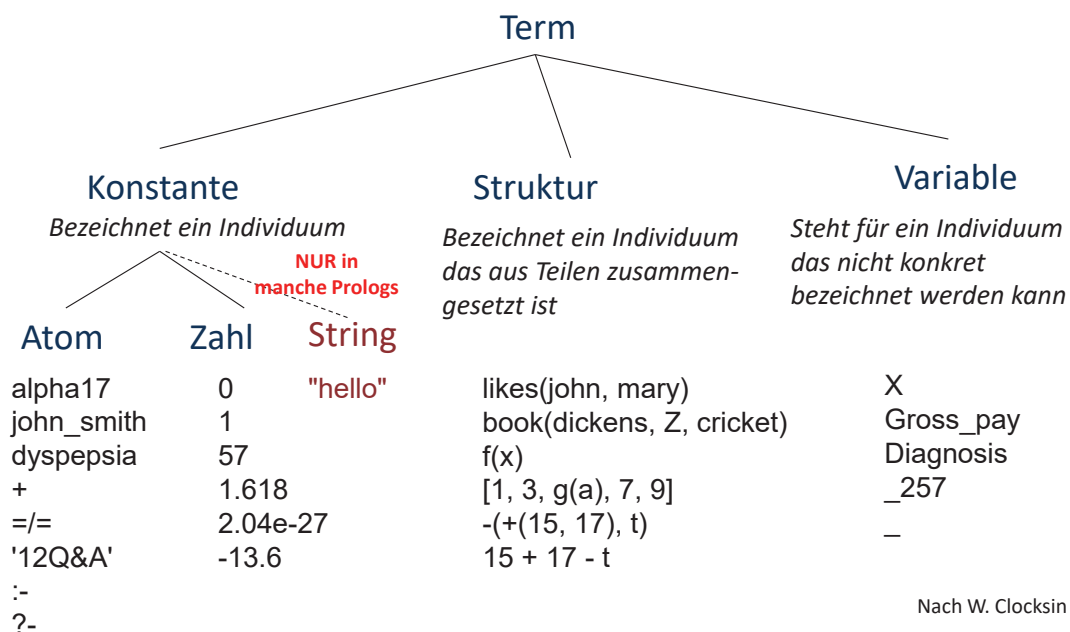 Term
Konstante
Bezeichnet ein Individuum
NUR in
manche Prologs
Atom
alpha17
john_smith
dyspepsia
+
=/=
'12Q&A'
:-
?-
Zahl
0
1
57
1.618
2.04e-27
-13.6
String
"hello"
Struktur
Bezeichnet ein Individuum
das aus Teilen zusammen-
gesetzt ist
likes(john, mary)
book(dickens, Z, cricket)
f(x)
[1, 3, g(a), 7, 9]
-(+(15, 17), t)
15 + 17 - t
Variable
Steht für ein Individuum
das nicht konkret
bezeichnet werden kann
X
Gross_pay
Diagnosis
_257
_
Nach W. Clocksin